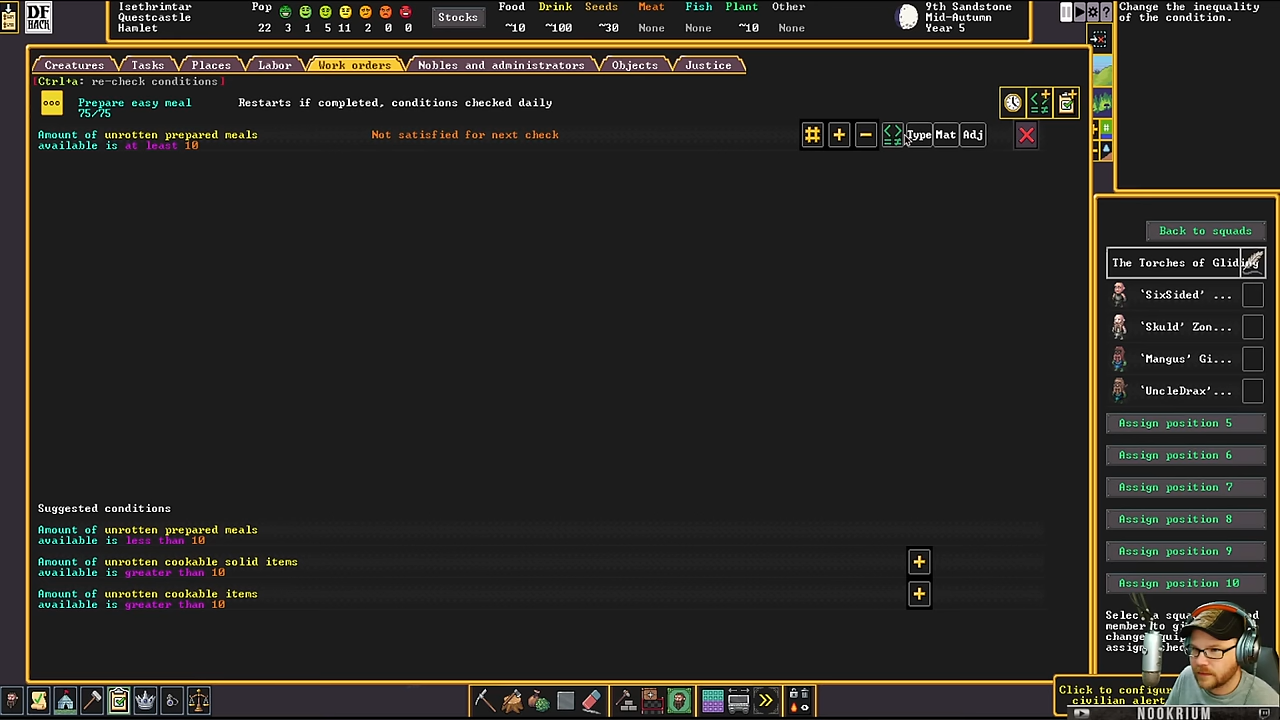 Isethrimtar
Questcastle
Hamlet
DF
HACK
Pop
22 3 1 5 11 2 0 0
Stocks
Food Drink Seeds Meat Fish Plant Other
~10 ~100 ~30 None None ~10 None
9th Sandstone
Mid-Autumn
Year 5
Change the inequality
of the condition.
Creatures Tasks Places Labor Work orders Nobles and administrators Objects Justice
[Ctrl+a: re-check conditions]
Prepare easy meal
75/75
Restarts if completed, conditions checked daily
Amount of unrotten prepared meals
available is at least 10
Not satisfied for next check
Type Mat Adj
Suggested conditions
Amount of unrotten prepared meals
available is less than 10
Amount of unrotten cookable solid items
available is greater than 10
Amount of unrotten cookable items
available is greater than 10
Back to squads
The Torches of Gliding
`SixSided' ...
`Skuld' Zon...
`Mangus' Gi...
`UncleDrax'...
Assign position 5
Assign position 6
Assign position 7
Assign position 8
Assign position 9
Assign position 10
Click to configur
civilian alert
NOOKRIUM